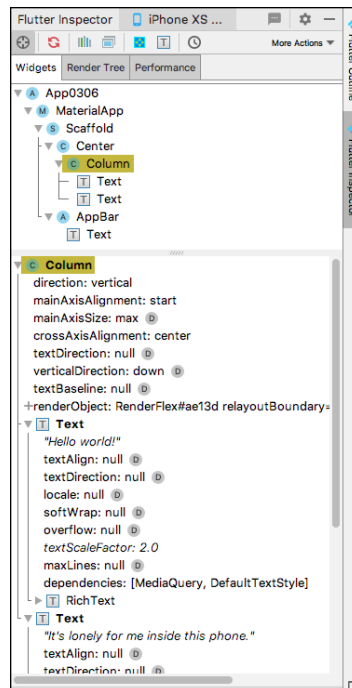 Flutter Inspector iPhone XS ...
More Actions
Widgets Render Tree Performance
A App0306
M MaterialApp
S Scaffold
C Center
C Column
T Text
T Text
A AppBar
T Text
C Column
direction: vertical
mainAxisAlignment: start
mainAxisSize: max D
crossAxisAlignment: center
textDirection: null D
verticalDirection: down D
textBaseline: null D
renderObject: RenderFlex#ae13d relayoutBoundary=
T Text
"Hello world!"
textAlign: null D
textDirection: null D
locale: null D
softWrap: null D
overflow: null D
textScaleFactor: 2.0
maxLines: null D
dependencies: [MediaQuery, DefaultTextStyle]
T RichText
T Text
"It's lonely for me inside this phone."
textAlign: null D
textDirection: null D